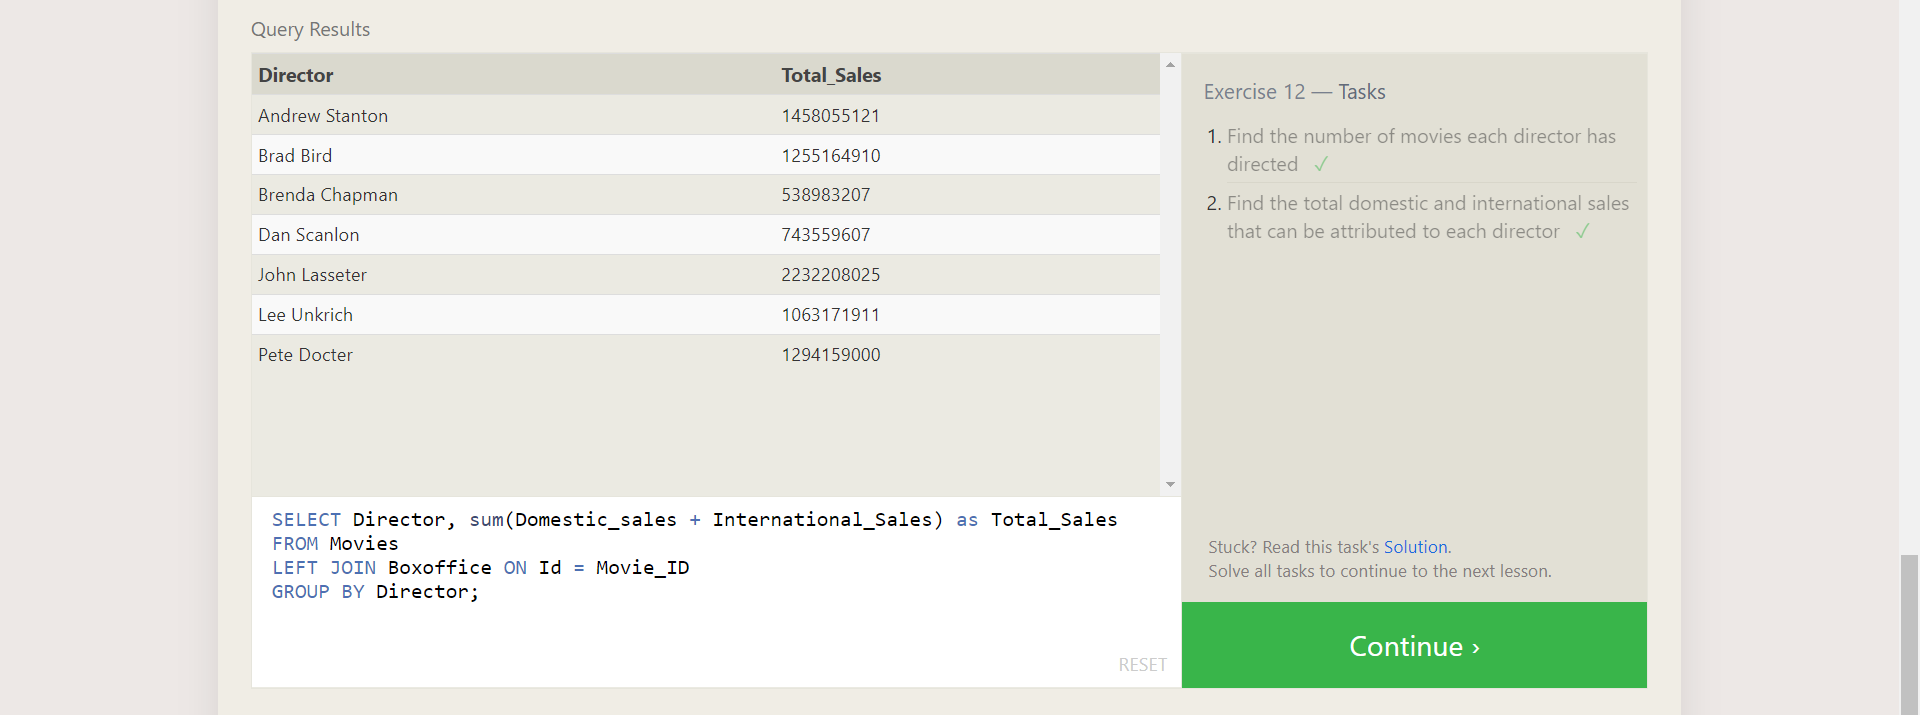 Query Results
Director Total_Sales
Andrew Stanton 1458055121
Brad Bird 1255164910
Brenda Chapman 538983207
Dan Scanlon 743559607
John Lasseter 2232208025
Lee Unkrich 1063171911
Pete Docter 1294159000
SELECT Director, sum(Domestic_sales + International_Sales) as Total_Sales
FROM Movies
LEFT JOIN Boxoffice ON Id = Movie_ID
GROUP BY Director;
RESET
Exercise 12 — Tasks
1. Find the number of movies each director has
directed ✓
2. Find the total domestic and international sales
that can be attributed to each director ✓
Stuck? Read this task's Solution.
Solve all tasks to continue to the next lesson.
Continue ›